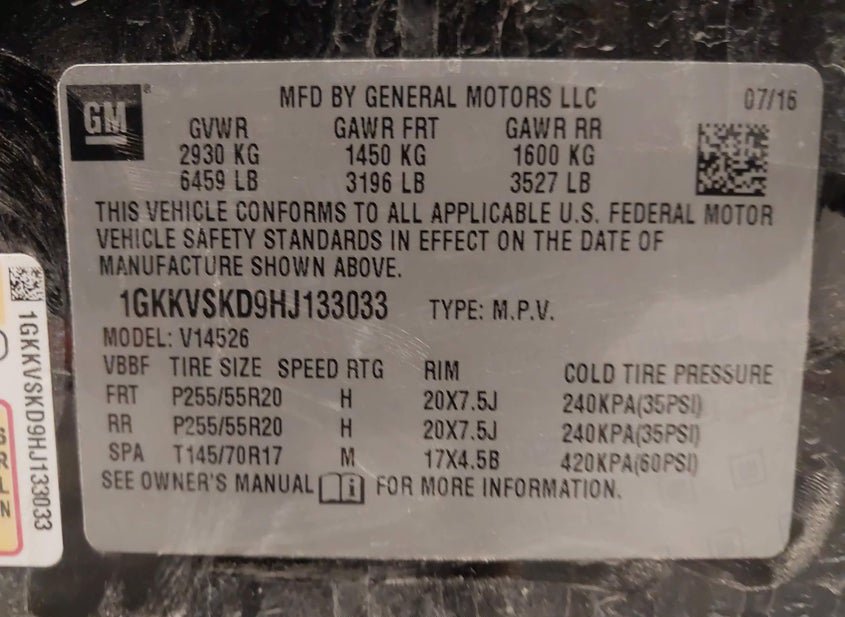 GM
MFD BY GENERAL MOTORS LLC 07/16
GVWR GAWR FRT GAWR RR
2930 KG 1450 KG 1600 KG
6459 LB 3196 LB 3527 LB
THIS VEHICLE CONFORMS TO ALL APPLICABLE U.S. FEDERAL MOTOR
VEHICLE SAFETY STANDARDS IN EFFECT ON THE DATE OF
MANUFACTURE SHOWN ABOVE.
1GKKVSKD9HJ133033 TYPE: M.P.V.
MODEL: V14526
VBBF TIRE SIZE SPEED RTG RIM COLD TIRE PRESSURE
FRT P255/55R20 H 20X7.5J 240KPA(35PSI)
RR P255/55R20 H 20X7.5J 240KPA(35PSI)
SPA T145/70R17 M 17X4.5B 420KPA(60PSI)
SEE OWNER'S MANUAL FOR MORE INFORMATION.
1GKKVSKD9HJ133033